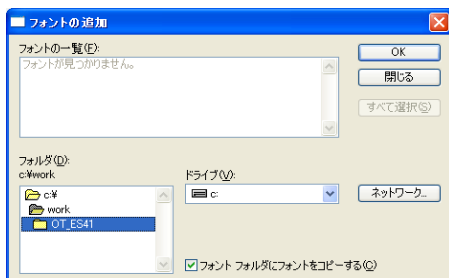 フォントの追加
フォントの一覧(F):
フォントが見つかりません。
OK
閉じる
すべて選択(S)
フォルダ(D):
c:¥work
c:¥
work
OT_ES41
ドライブ(V):
c:
ネットワーク...
フォント フォルダにフォントをコピーする(C)